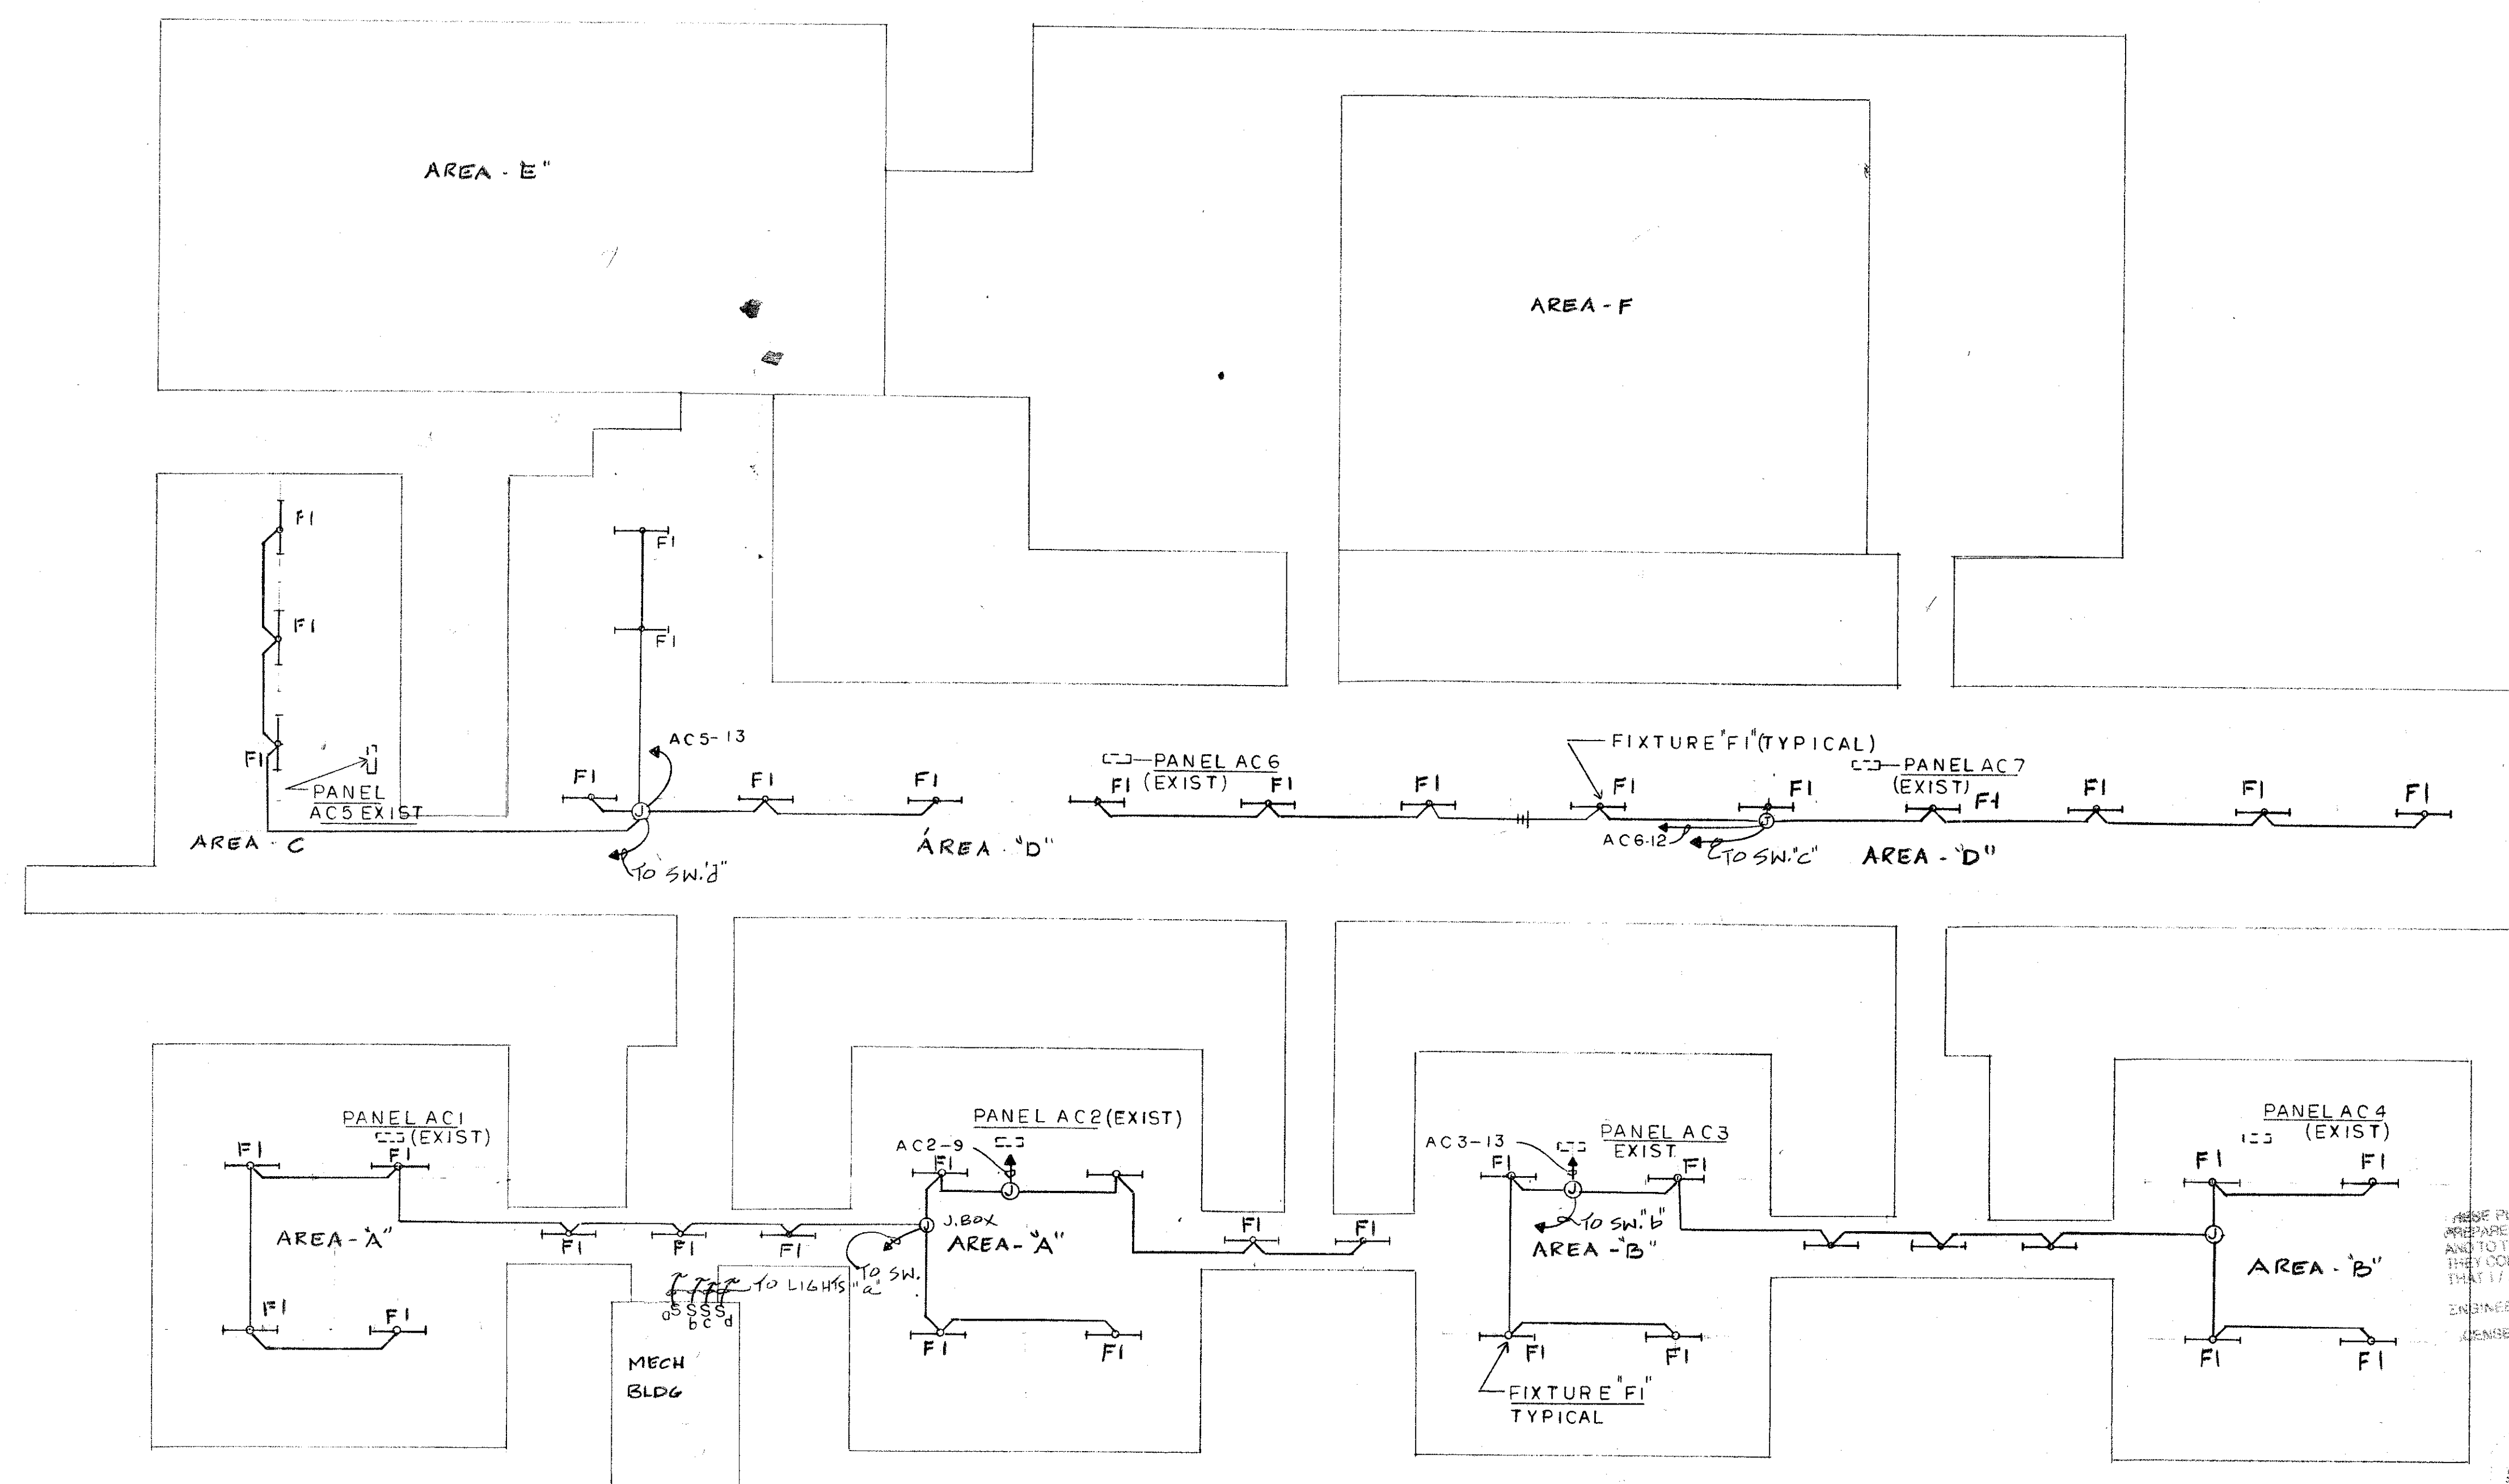 AREA - E"
AREA - F
F1
F1
F1
F1
F1
PANEL
AC5 EXIST
AREA - C
AC5-13
F1
F1
F1
TO SW."d"
AREA - "D"
PANEL AC6
(EXIST)
F1
F1
F1
FIXTURE "F1" (TYPICAL)
F1
F1
PANEL AC7
(EXIST)
F1
F1
F1
F1
AC6-12
TO SW."c"
AREA - "D"
J
J
PANEL AC1
(EXIST)
F1
F1
AREA - "A"
F1
F1
F1
F1
F1
PANEL AC2 (EXIST)
AC2-9
F1
J
J
J. BOX
AREA - "A"
TO SW.
"a"
TO LIGHTS
a S S S S
b c d
MECH
BLDG
F1
F1
F1
F1
AC3-13
PANEL AC3
EXIST.
F1
F1
J
TO SW."b"
AREA - "B"
F1
F1
FIXTURE "F1"
TYPICAL
PANEL AC4
(EXIST)
F1
F1
J
AREA - "B"
F1
F1